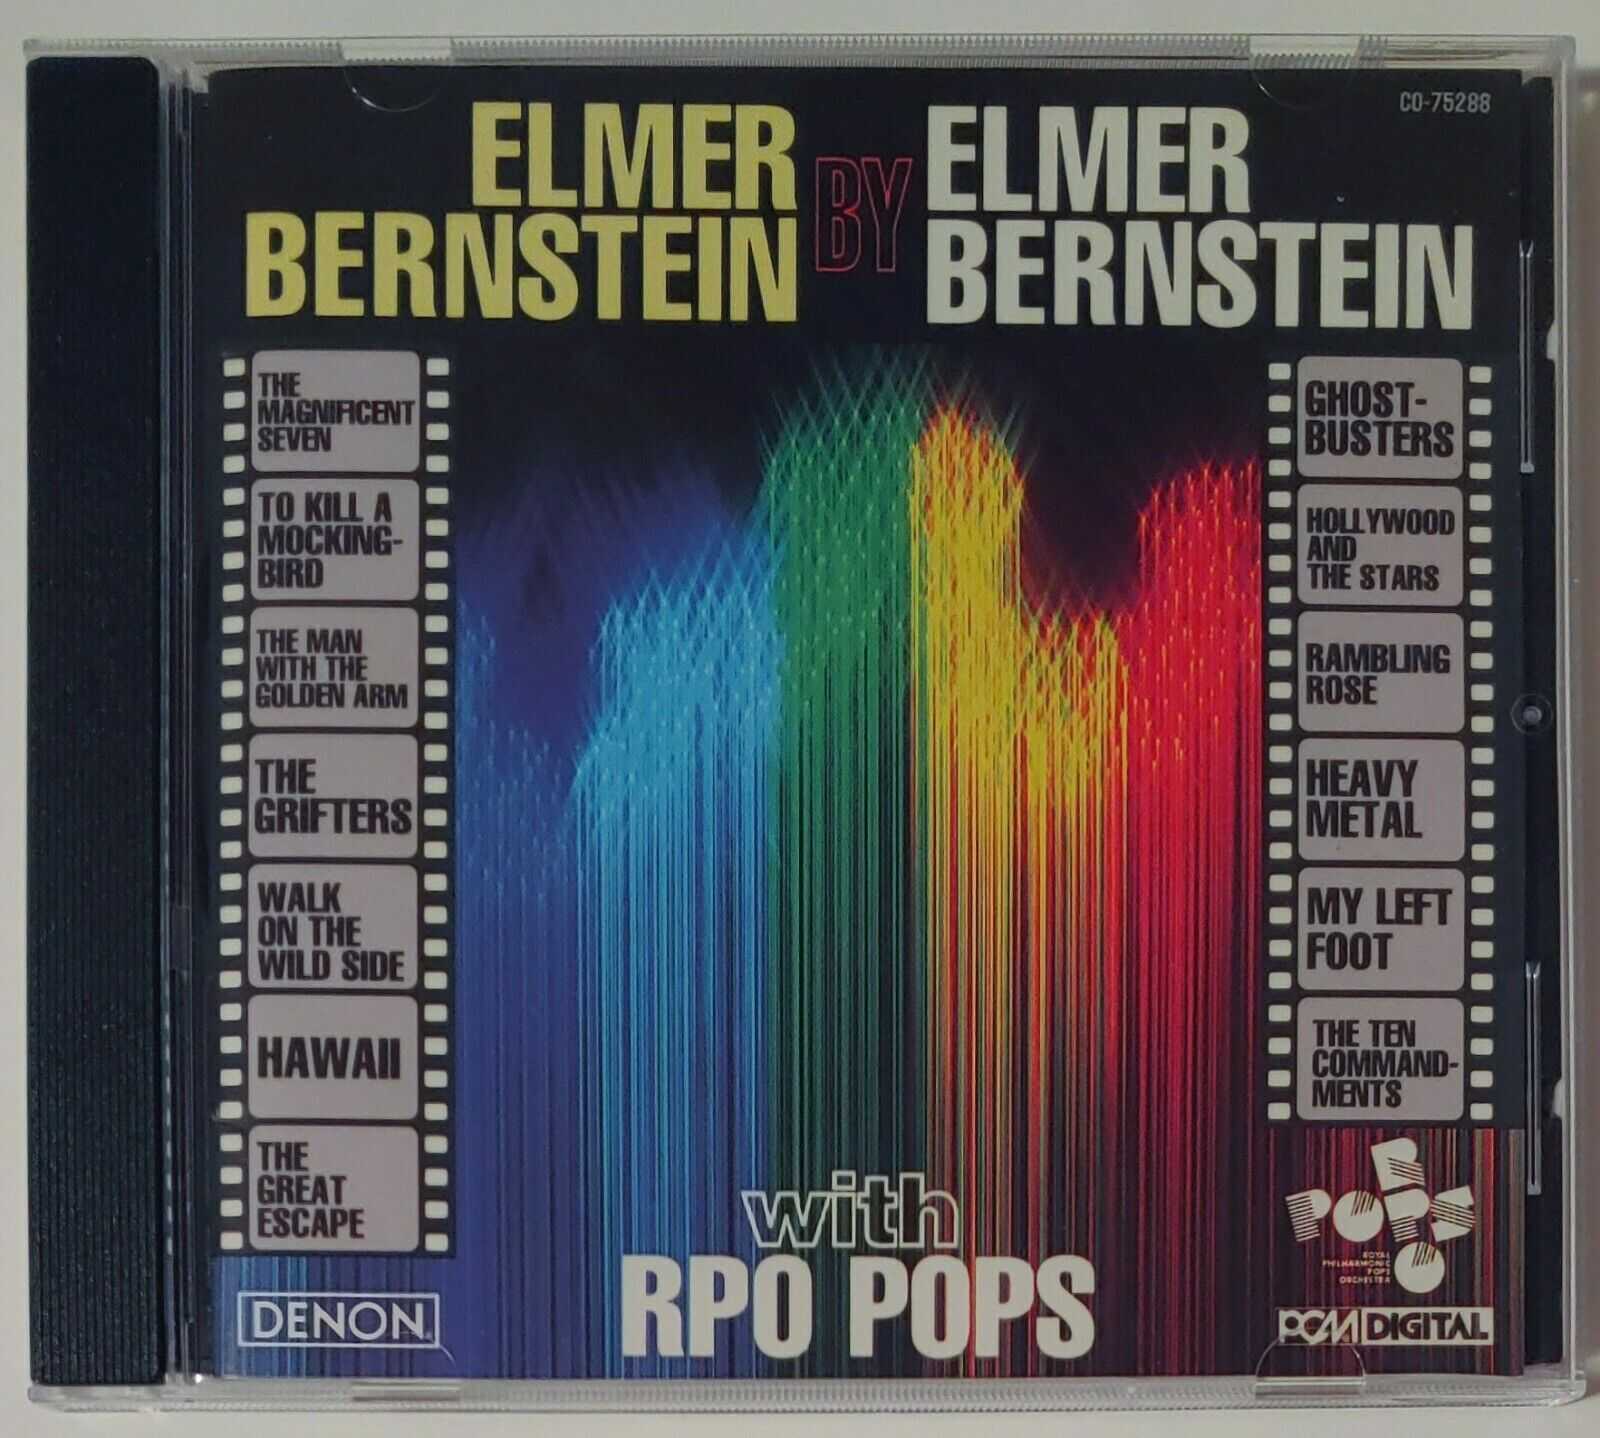 CO-75288
ELMER
BERNSTEIN
BY
ELMER
BERNSTEIN
THE
MAGNIFICENT
SEVEN
TO KILL A
MOCKING-
BIRD
THE MAN
WITH THE
GOLDEN ARM
THE
GRIFTERS
WALK
ON THE
WILD SIDE
HAWAII
THE
GREAT
ESCAPE
GHOST-
BUSTERS
HOLLYWOOD
AND
THE STARS
RAMBLING
ROSE
HEAVY
METAL
MY LEFT
FOOT
THE TEN
COMMAND-
MENTS
with
RPO POPS
DENON
RPO
POPS
ROYAL
PHILHARMONIC
POPS
ORCHESTRA
PCM DIGITAL